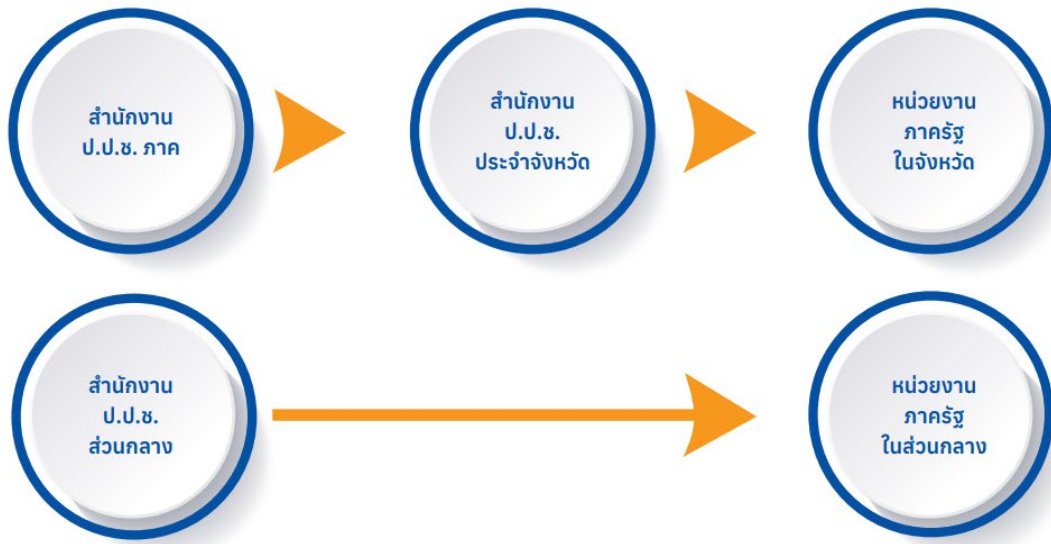 สำนักงาน
ป.ป.ช. ภาค
สำนักงาน
ป.ป.ช.
ประจำจังหวัด
หน่วยงาน
ภาครัฐ
ในจังหวัด
สำนักงาน
ป.ป.ช.
ส่วนกลาง
หน่วยงาน
ภาครัฐ
ในส่วนกลาง